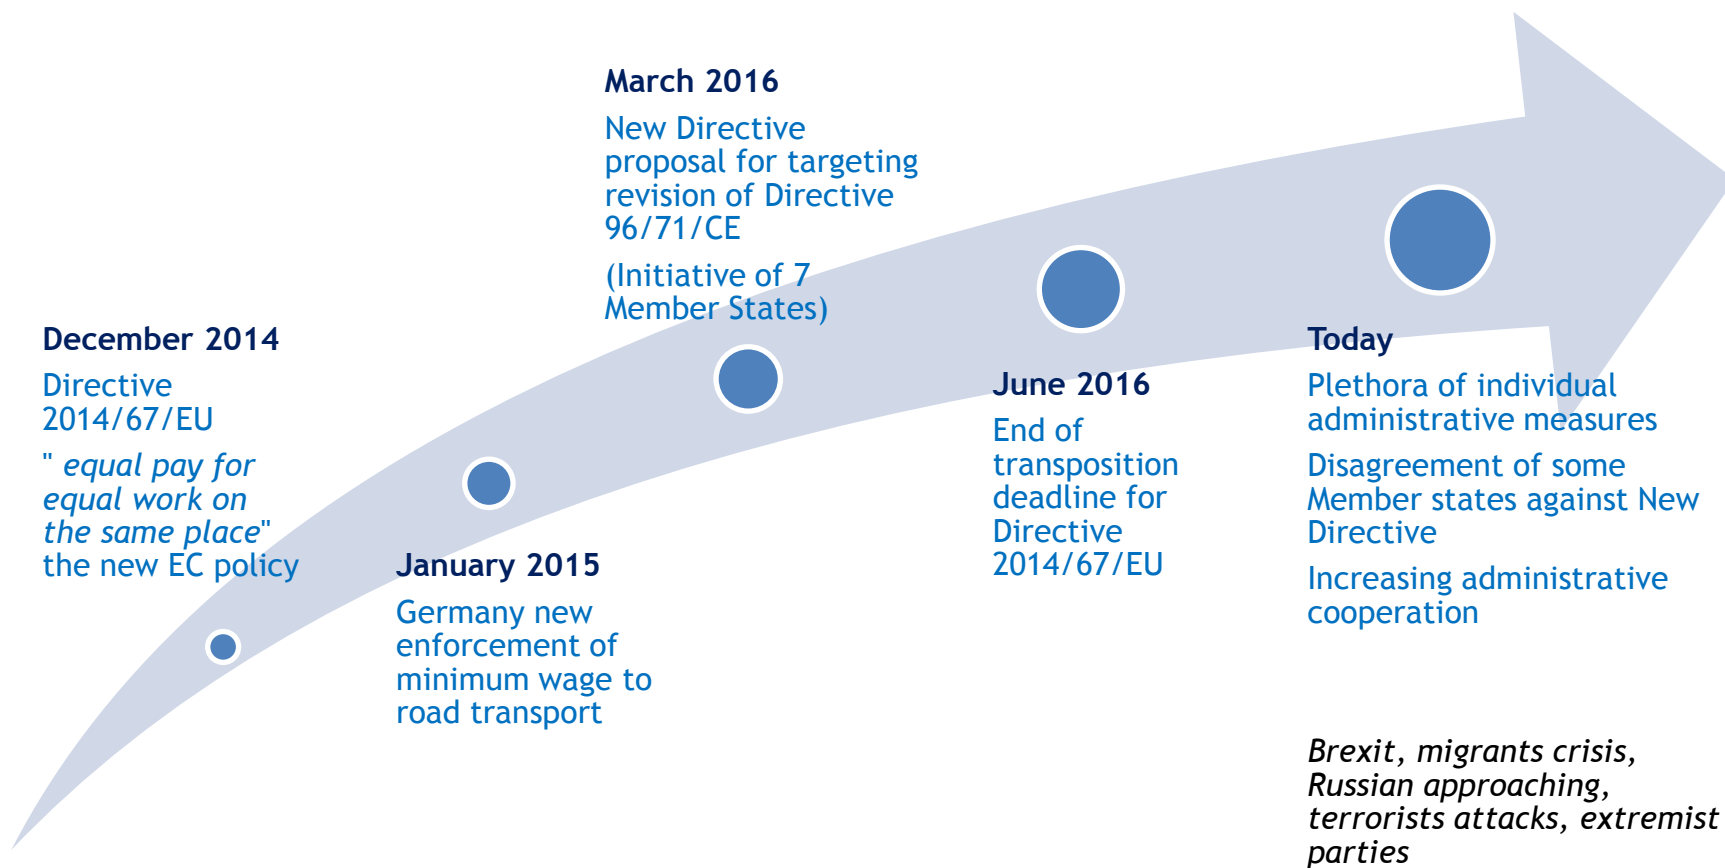 December 2014
Directive
2014/67/EU
" equal pay for
equal work on
the same place"
the new EC policy
January 2015
Germany new
enforcement of
minimum wage to
road transport
March 2016
New Directive
proposal for targeting
revision of Directive
96/71/CE
(Initiative of 7
Member States)
June 2016
End of
transposition
deadline for
Directive
2014/67/EU
Today
Plethora of individual
administrative measures
Disagreement of some
Member states against New
Directive
Increasing administrative
cooperation
Brexit, migrants crisis,
Russian approaching,
terrorists attacks, extremist
parties